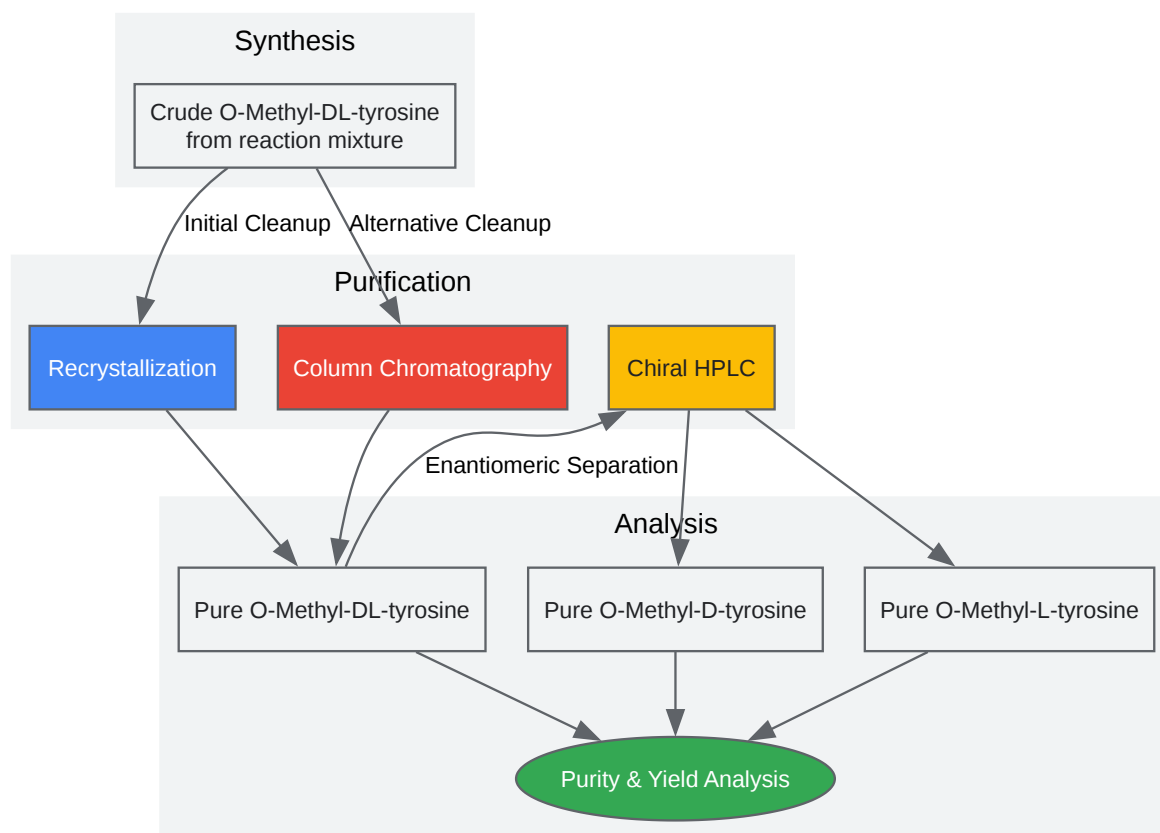 Synthesis
Crude O-Methyl-DL-tyrosine
from reaction mixture
Initial Cleanup
Alternative Cleanup
Purification
Recrystallization
Column Chromatography
Chiral HPLC
Enantiomeric Separation
Analysis
Pure O-Methyl-DL-tyrosine
Pure O-Methyl-D-tyrosine
Pure O-Methyl-L-tyrosine
Purity & Yield Analysis